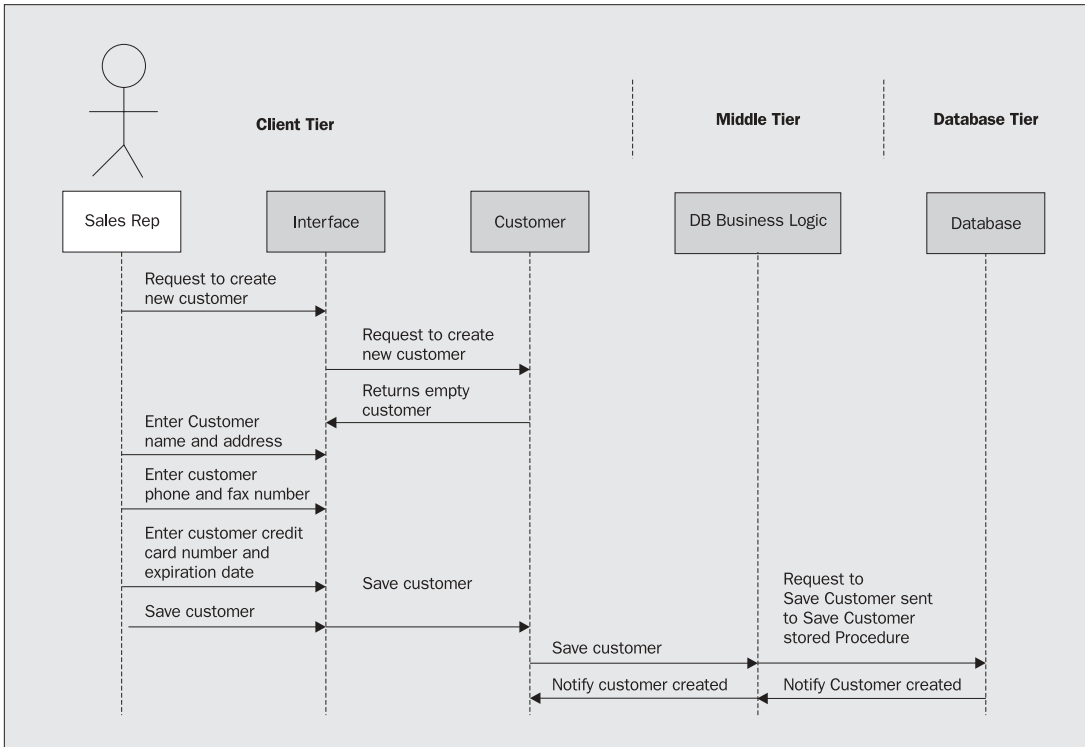 Client Tier
Middle Tier
Database Tier
Sales Rep
Interface
Customer
DB Business Logic
Database
Request to create
new customer
Request to create
new customer
Returns empty
customer
Enter Customer
name and address
Enter customer
phone and fax number
Enter customer credit
card number and
expiration date
Save customer
Save customer
Request to
Save Customer sent
to Save Customer
stored Procedure
Save customer
Notify customer created
Notify Customer created